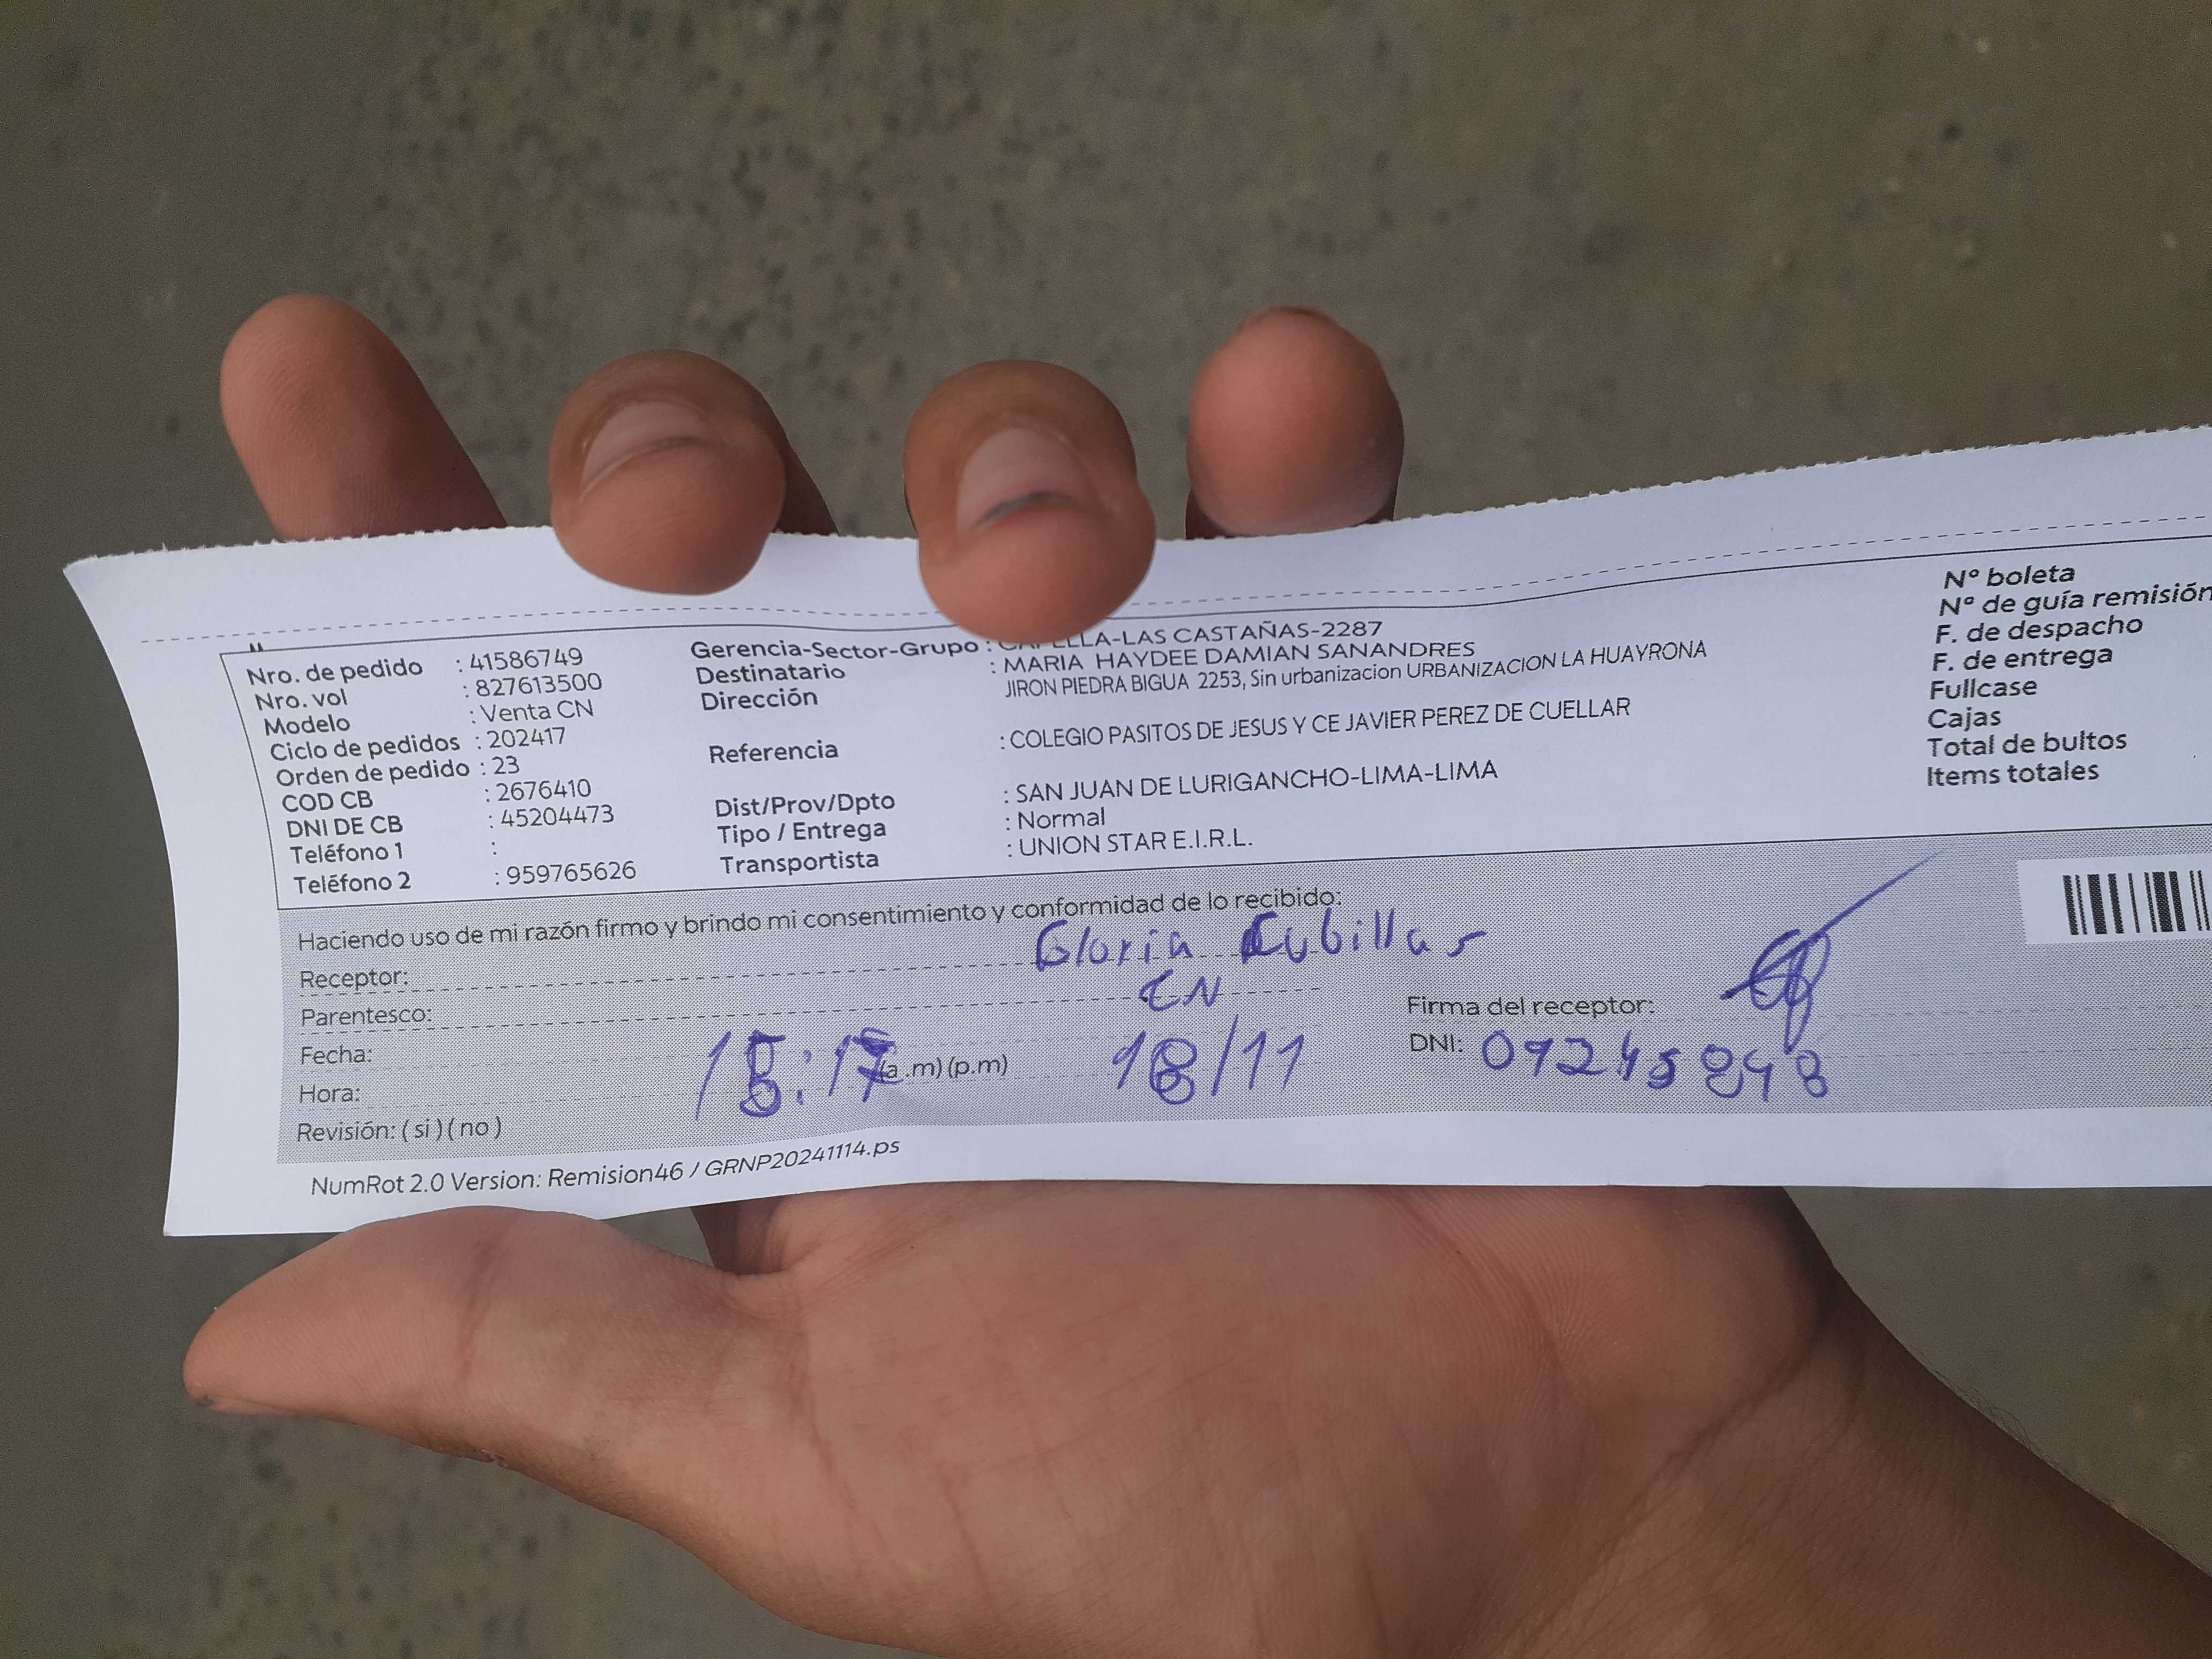 Nro. de pedido : 41586749
Nro. vol : 827613500
Modelo : Venta CN
Ciclo de pedidos : 202417
Orden de pedido : 23
COD CB : 2676410
DNI DE CB : 45204473
Teléfono 1 :
Teléfono 2 : 959765626
Gerencia-Sector-Grupo : -LAS CASTAÑAS-2287
Destinatario : MARIA HAYDEE DAMIAN SANANDRES
Dirección JIRON PIEDRA BIGUA 2253, Sin urbanizacion URBANIZACION LA HUAYRONA
Referencia : COLEGIO PASITOS DE JESUS Y CE JAVIER PEREZ DE CUELLAR
Dist/Prov/Dpto : SAN JUAN DE LURIGANCHO-LIMA-LIMA
Tipo / Entrega : Normal
Transportista : UNION STAR E.I.R.L.
N° boleta
N° de guía remisión
F. de despacho
F. de entrega
Fullcase
Cajas
Total de bultos
Items totales
Haciendo uso de mi razón firmo y brindo mi consentimiento y conformidad de lo recibido:
Receptor: Gloria Cubillas
Parentesco: CN
Fecha: 18/11
Hora: (a .m) (p.m)
Revisión: ( si ) ( no )
Firma del receptor:
DNI:
NumRot 2.0 Version: Remision46 / GRNP20241114.ps